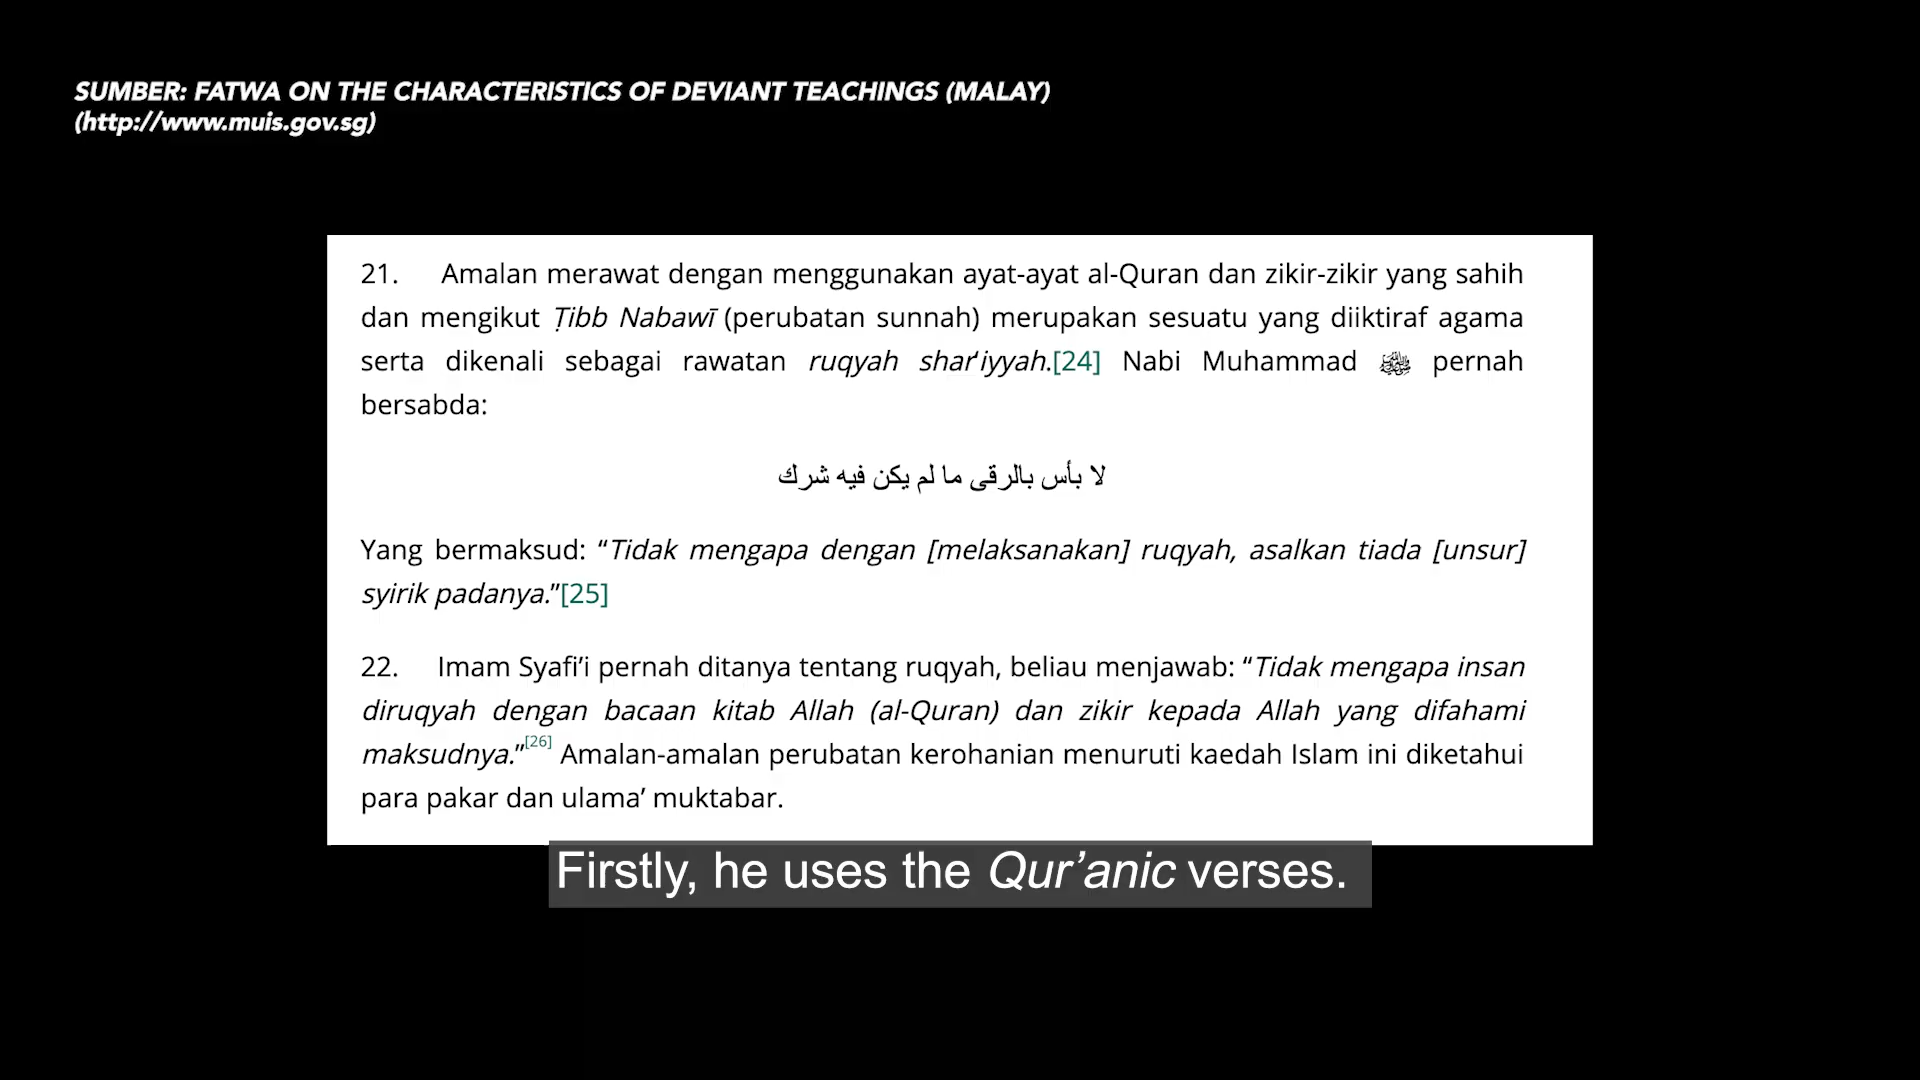 SUMBER: FATWA ON THE CHARACTERISTICS OF DEVIANT TEACHINGS (MALAY)
(http://www.muis.gov.sg)
21. Amalan merawat dengan menggunakan ayat-ayat al-Quran dan zikir-zikir yang sahih
dan mengikut Ṭibb Nabawī (perubatan sunnah) merupakan sesuatu yang diiktiraf agama
serta dikenali sebagai rawatan ruqyah shar‘iyyah.[24] Nabi Muhammad ﷺ pernah
bersabda:
لا بأس بالرقى ما لم يكن فيه شرك
Yang bermaksud: “Tidak mengapa dengan [melaksanakan] ruqyah, asalkan tiada [unsur]
syirik padanya.”[25]
22. Imam Syafi’i pernah ditanya tentang ruqyah, beliau menjawab: “Tidak mengapa insan
diruqyah dengan bacaan kitab Allah (al-Quran) dan zikir kepada Allah yang difahami
maksudnya.”[26] Amalan-amalan perubatan kerohanian menuruti kaedah Islam ini diketahui
para pakar dan ulama’ muktabar.
Firstly, he uses the Qur’anic verses.